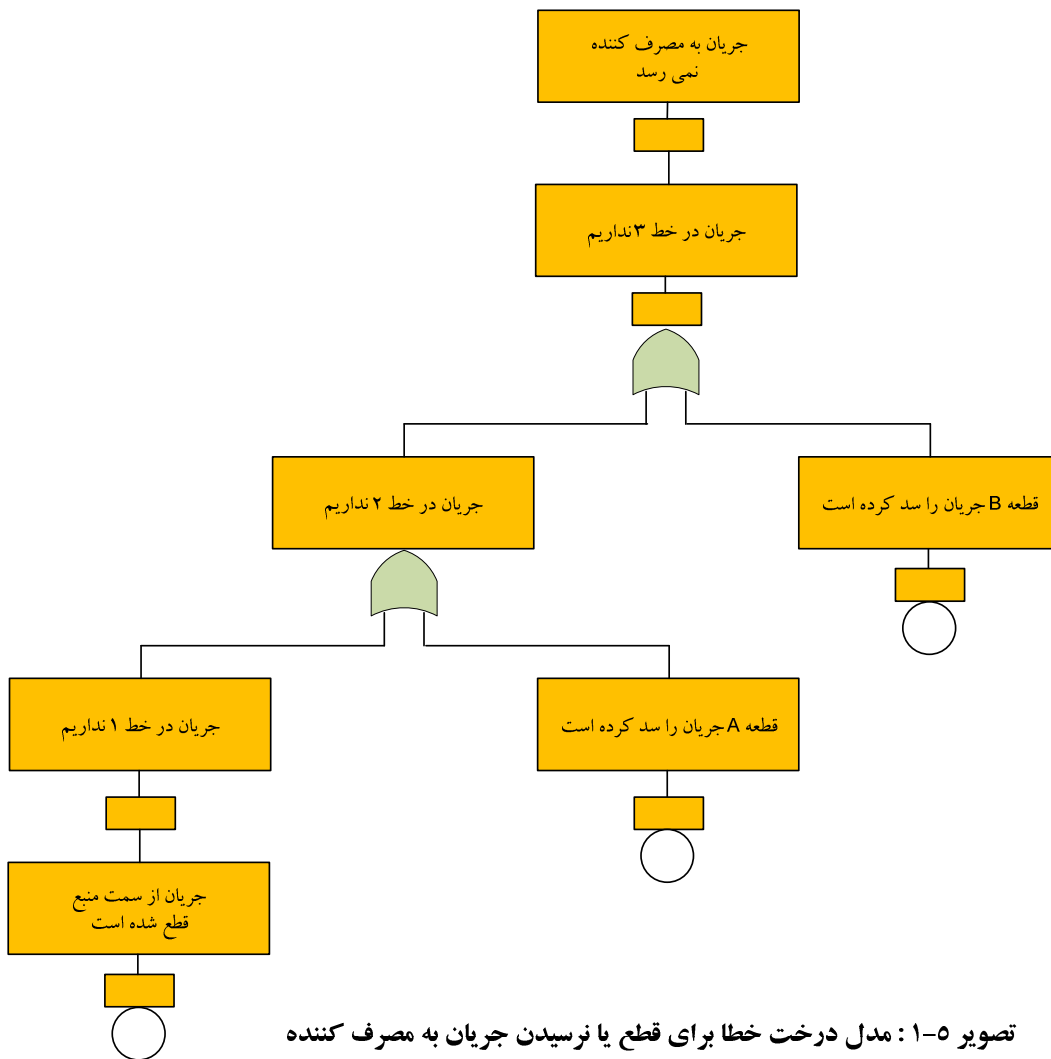 جریان به مصرف کننده
نمی رسد
جریان در خط ۳ نداریم
جریان در خط ۲ نداریم
قطعه B جریان را سد کرده است
جریان در خط ۱ نداریم
قطعه A جریان را سد کرده است
جریان از سمت منبع
قطع شده است
تصویر ۵-۱ : مدل درخت خطا برای قطع یا نرسیدن جریان به مصرف کننده